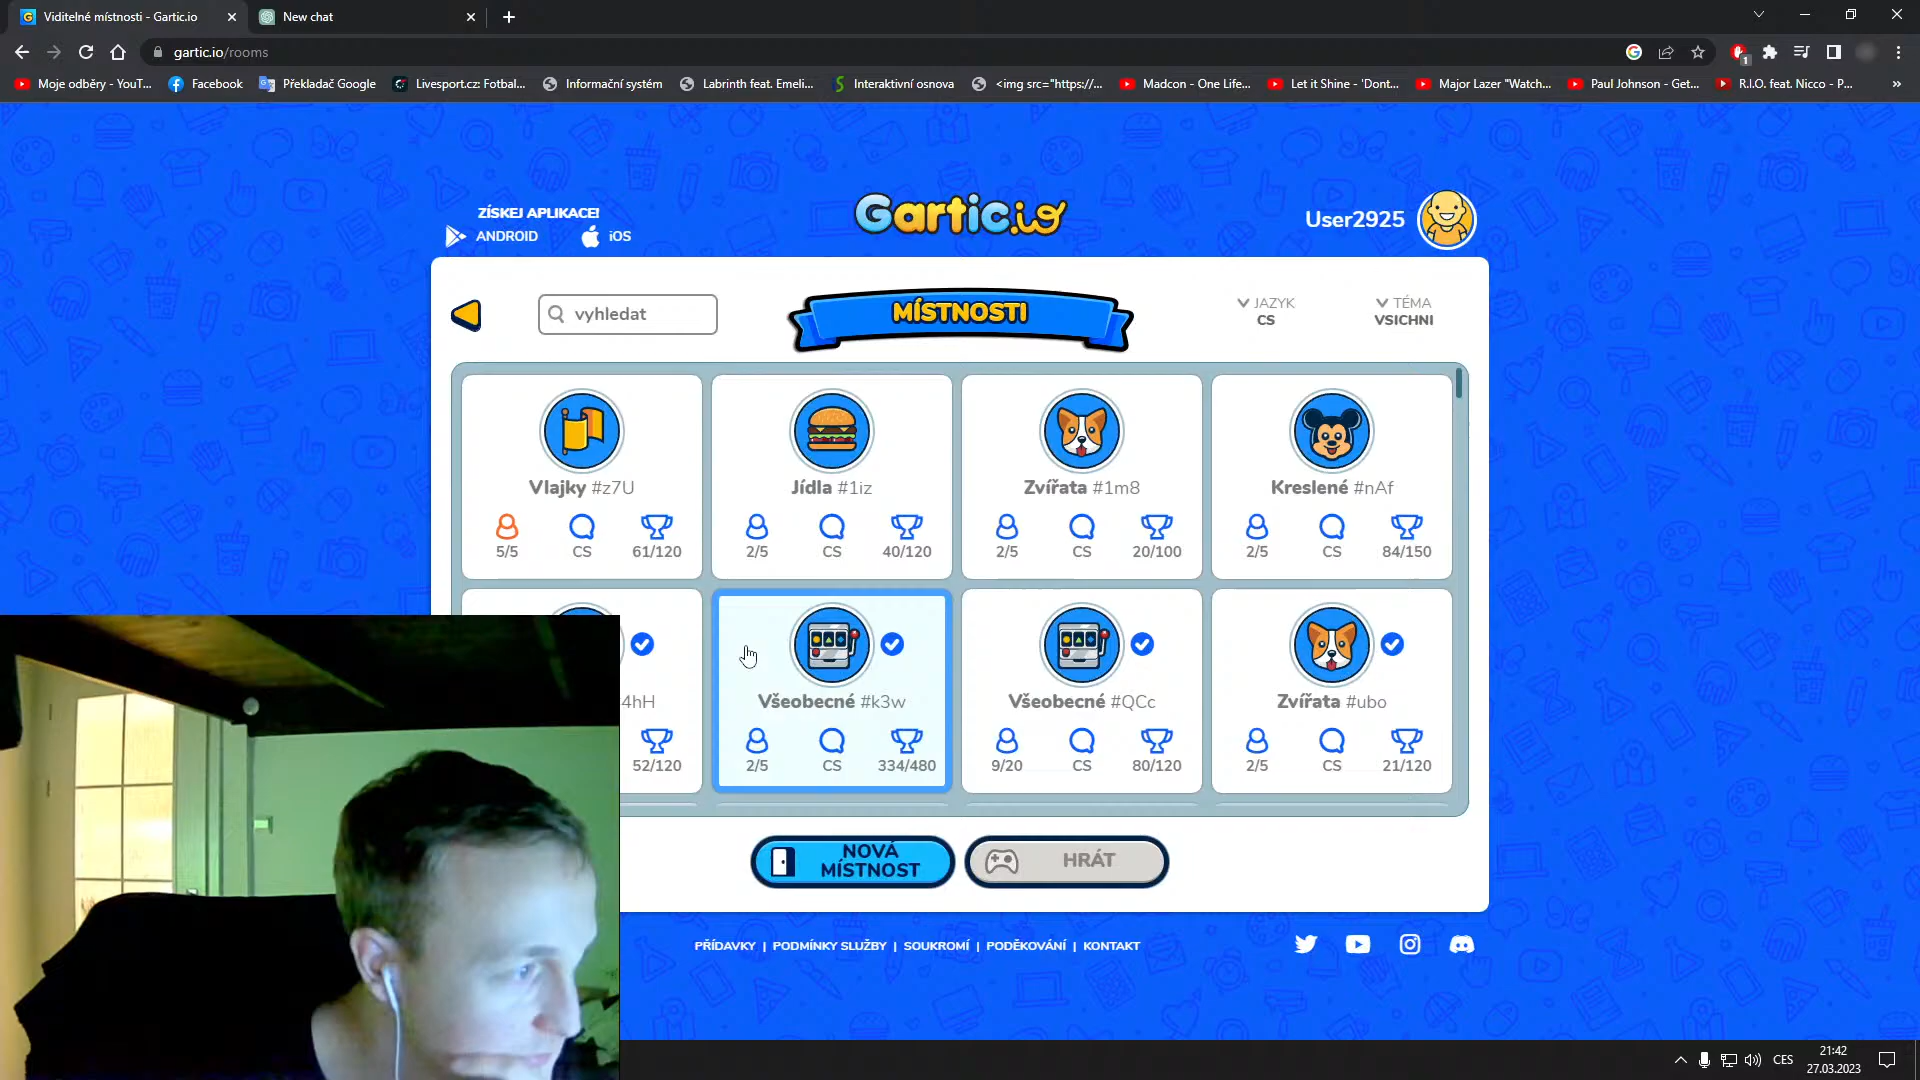 Viditelné místnosti - Gartic.io
New chat
gartic.io/rooms
1
Moje odběry - YouT...
Facebook
Překladač Google
Livesport.cz: Fotbal...
Informační systém
Labrinth feat. Emeli...
Interaktivní osnova
<img src="https://...
Madcon - One Life...
Let it Shine - 'Dont...
Major Lazer "Watch...
Paul Johnson - Get...
R.I.O. feat. Nicco - P...
»
ZÍSKEJ APLIKACE!
ANDROID
iOS
Gartic.io
User2925
vyhledat
MÍSTNOSTI
JAZYK
CS
TÉMA
VSICHNI
Vlajky #z7U
5/5 CS 61/120
Jídla #1iz
2/5 CS 40/120
Zvířata #1m8
2/5 CS 20/100
Kreslené #nAf
2/5 CS 84/150
4hH
52/120
Všeobecné #k3w
2/5 CS 334/480
Všeobecné #QCc
9/20 CS 80/120
Zvířata #ubo
2/5 CS 21/120
NOVÁ
MÍSTNOST
HRÁT
PŘÍDAVKY | PODMÍNKY SLUŽBY | SOUKROMÍ | PODĚKOVÁNÍ | KONTAKT
CES
21:42
27.03.2023